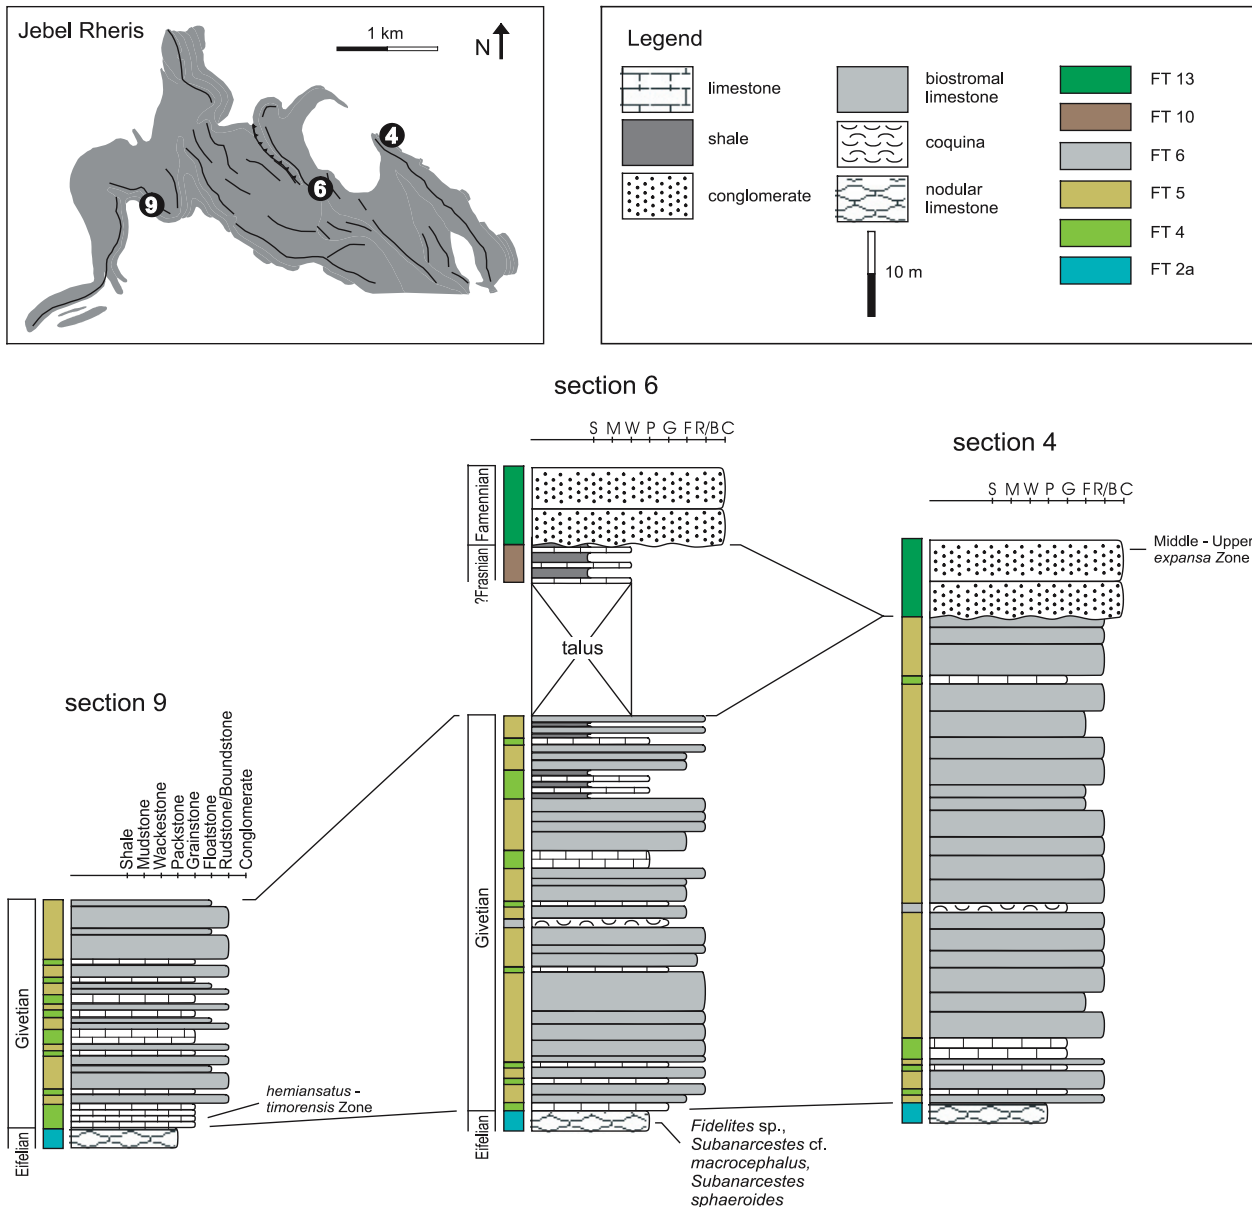 Jebel Rheris
1 km
N
4
6
9
Legend
limestone
shale
conglomerate
biostromal
limestone
coquina
nodular
limestone
10 m
FT 13
FT 10
FT 6
FT 5
FT 4
FT 2a
section 6
S M W P G F R/B C
Famennian
?Frasnian
talus
Givetian
Eifelian
Fidelites sp.,
Subanarcestes cf.
macrocephalus,
Subanarcestes
sphaeroides
section 4
S M W P G F R/B C
Middle - Upper
expansa Zone
section 9
Shale
Mudstone
Wackestone
Packstone
Grainstone
Floatstone
Rudstone/Boundstone
Conglomerate
Givetian
Eifelian
hemiansatus -
timorensis Zone